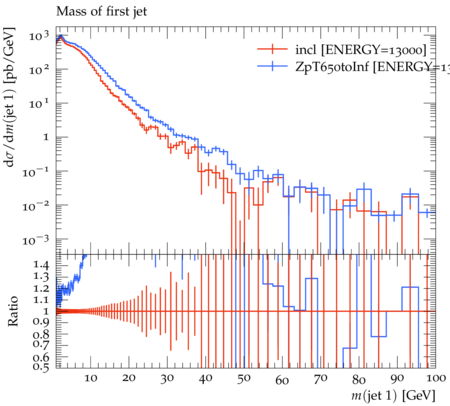 Mass of first jet
dσ/dm(jet 1) [pb/GeV]
10³
10²
10¹
1
10⁻¹
10⁻²
10⁻³
incl [ENERGY=13000]
ZpT650toInf [ENERGY=13
Ratio
1.4
1.3
1.2
1.1
1
0.9
0.8
0.7
0.6
0.5
10 20 30 40 50 60 70 80 90 100
m(jet 1) [GeV]